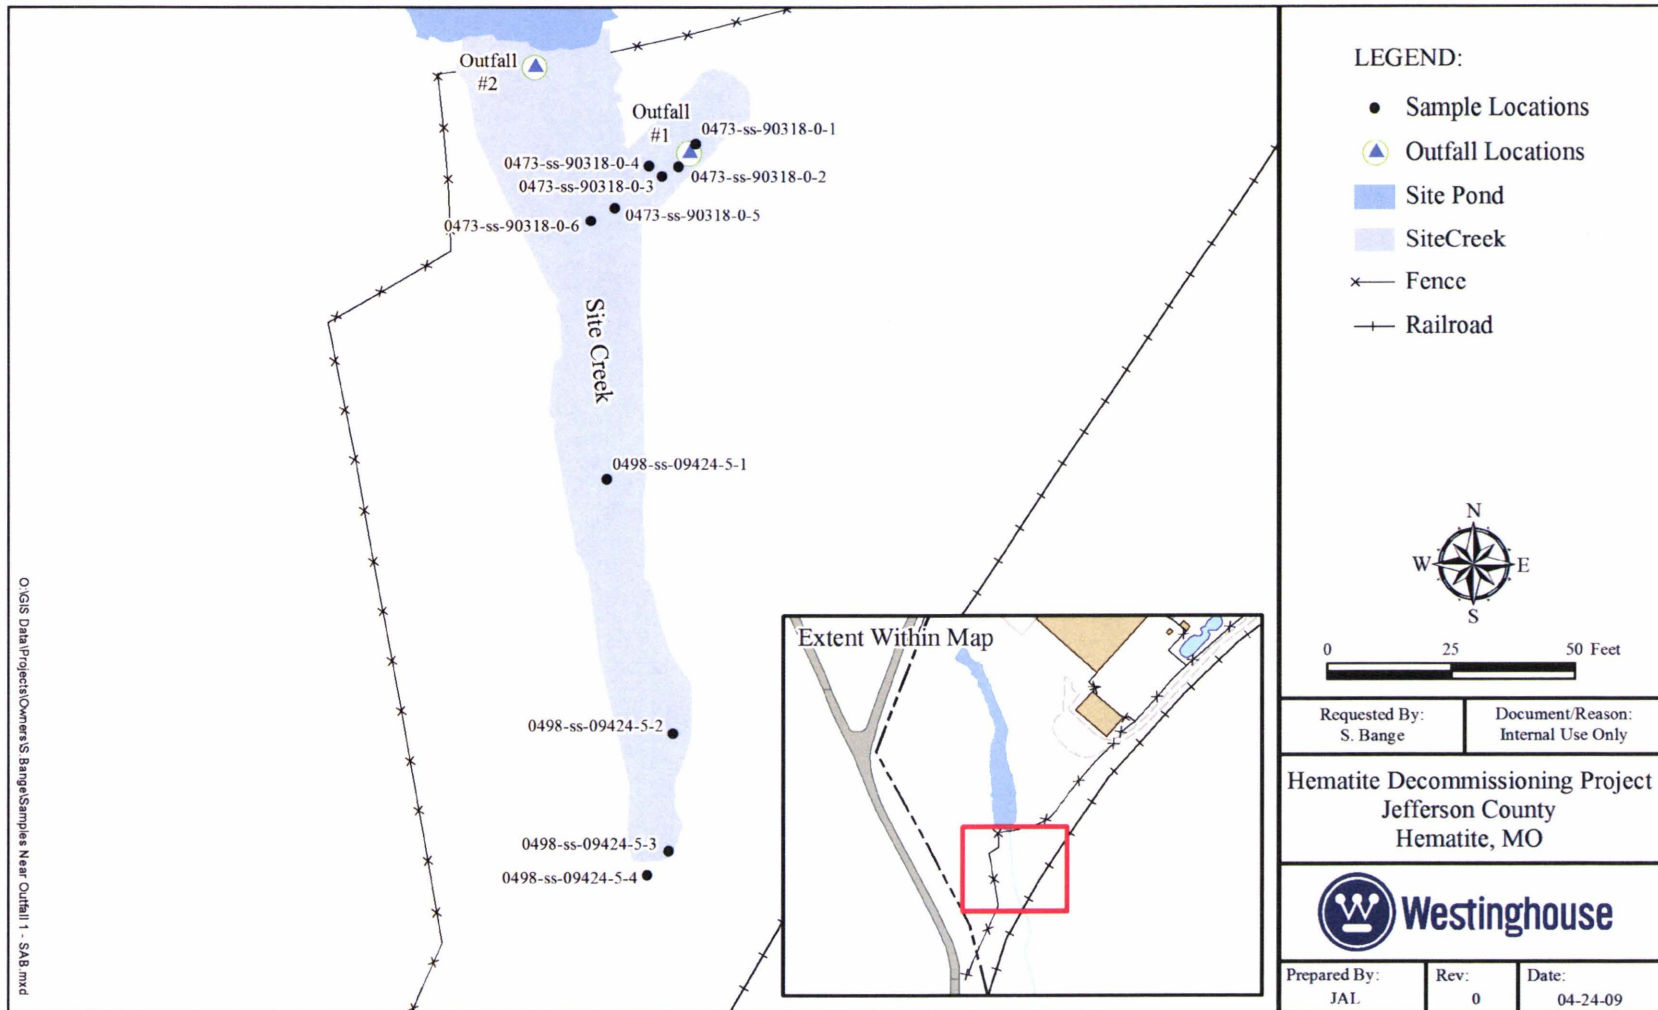 Outfall
#2
Outfall
#1
0473-ss-90318-0-1
0473-ss-90318-0-4
0473-ss-90318-0-2
0473-ss-90318-0-3
0473-ss-90318-0-5
0473-ss-90318-0-6
Site Creek
0498-ss-09424-5-1
0498-ss-09424-5-2
0498-ss-09424-5-3
0498-ss-09424-5-4
O:\GIS Data\Projects\Owners\S.Bange\Samples Near Outfall 1 - SAB.mxd
Extent Within Map
LEGEND:
Sample Locations
Outfall Locations
Site Pond
SiteCreek
Fence
Railroad
N
W E
S
0 25 50 Feet
Requested By:
S. Bange
Document/Reason:
Internal Use Only
Hematite Decommissioning Project
Jefferson County
Hematite, MO
W
Westinghouse
Prepared By:
JAL
Rev:
0
Date:
04-24-09